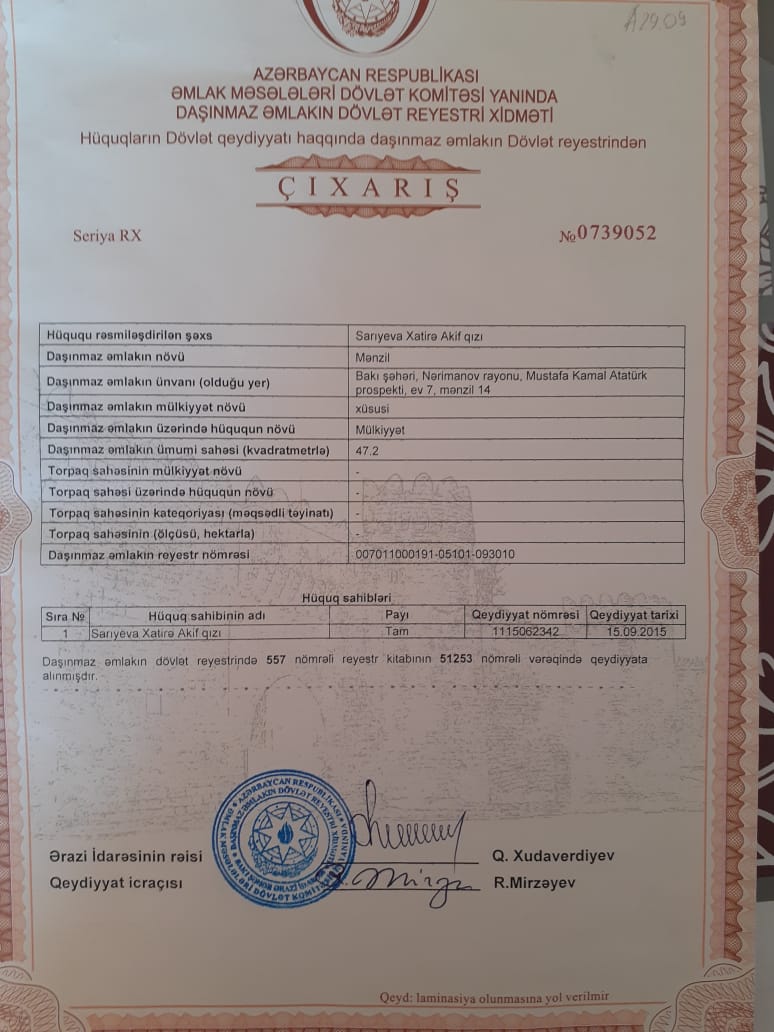 A29.09
AZƏRBAYCAN RESPUBLİKASI
ƏMLAK MƏSƏLƏLƏRİ DÖVLƏT KOMİTƏSİ YANINDA
DAŞINMAZ ƏMLAKIN DÖVLƏT REYESTRİ XİDMƏTİ
Hüquqların Dövlət qeydiyyatı haqqında daşınmaz əmlakın Dövlət reyestrindən
ÇIXARIŞ
Seriya RX №0739052
Hüququ rəsmiləşdirilən şəxs Sarıyeva Xatirə Akif qızı
Daşınmaz əmlakın növü Mənzil
Daşınmaz əmlakın ünvanı (olduğu yer) Bakı şəhəri, Nərimanov rayonu, Mustafa Kamal Atatürk
prospekti, ev 7, mənzil 14
Daşınmaz əmlakın mülkiyyət növü xüsusi
Daşınmaz əmlakın üzərində hüququn növü Mülkiyyət
Daşınmaz əmlakın ümumi sahəsi (kvadratmetrlə) 47.2
Torpaq sahəsinin mülkiyyət növü -
Torpaq sahəsi üzərində hüququn növü -
Torpaq sahəsinin kateqoriyası (məqsədli təyinatı) -
Torpaq sahəsinin (ölçüsü, hektarla) -
Daşınmaz əmlakın reyestr nömrəsi 007011000191-05101-093010
Hüquq sahibləri
Sıra № Hüquq sahibinin adı Payı Qeydiyyat nömrəsi Qeydiyyat tarixi
1 Sarıyeva Xatirə Akif qızı Tam 1115062342 15.09.2015
Daşınmaz əmlakın dövlət reyestrində 557 nömrəli reyestr kitabının 51253 nömrəli vərəqində qeydiyyata
alınmışdır.
Ərazi İdarəsinin rəisi Q. Xudaverdiyev
Qeydiyyat icraçısı R.Mirzəyev
Qeyd: laminasiya olunmasına yol verilmir